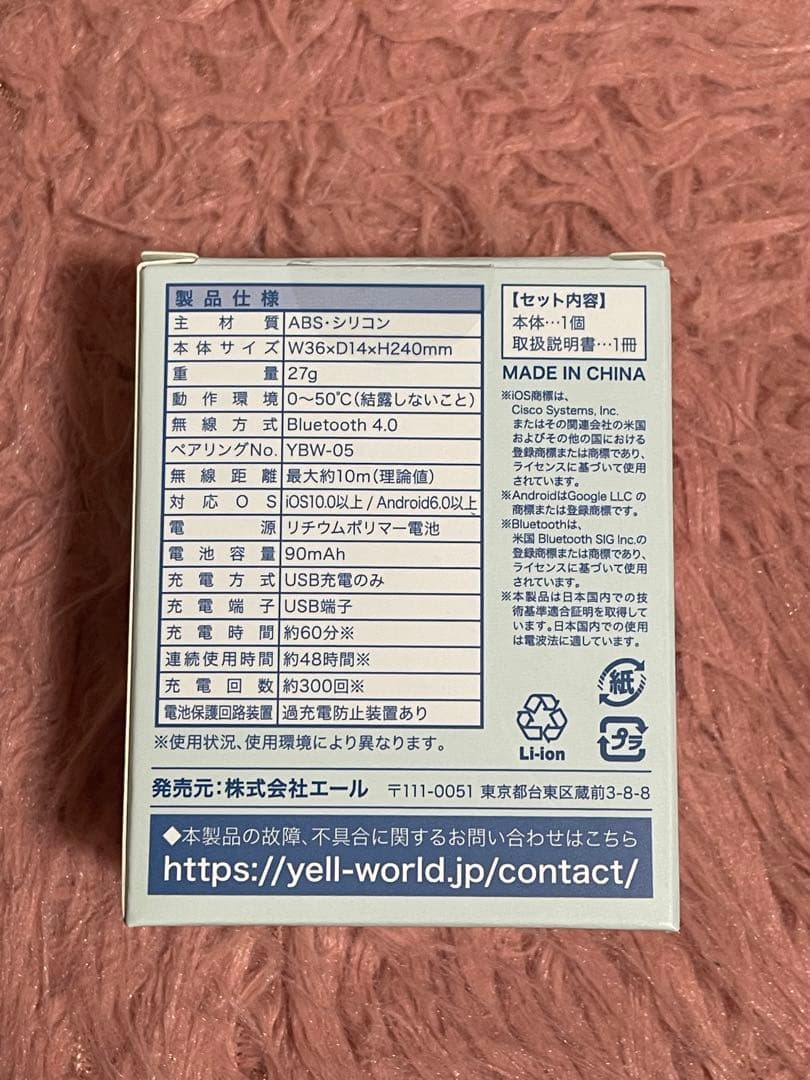 製品仕様
主材質 ABS・シリコン
本体サイズ W36×D14×H240mm
重量 27g
動作環境 0〜50℃(結露しないこと)
無線方式 Bluetooth 4.0
ペアリングNo. YBW-05
無線距離 最大約10m(理論値)
対応OS iOS10.0以上 / Android6.0以上
電源 リチウムポリマー電池
電池容量 90mAh
充電方式 USB充電のみ
充電端子 USB端子
充電時間 約60分※
連続使用時間 約48時間※
充電回数 約300回※
電池保護回路装置 過充電防止装置あり
※使用状況、使用環境により異なります。
【セット内容】
本体…1個
取扱説明書…1冊
MADE IN CHINA
※iOS商標は、
Cisco Systems, Inc.
またはその関連会社の米国
およびその他の国における
登録商標または商標であり、
ライセンスに基づいて使用
されています。
※AndroidはGoogle LLC の
商標または登録商標です。
※Bluetoothは、
米国 Bluetooth SIG Inc.の
登録商標または商標であり、
ライセンスに基づいて使用
されています。
※本製品は日本国内での技
術基準適合証明を取得して
います。日本国内での使用
は電波法に適しています。
紙
Li-ion
プラ
発売元:株式会社エール 〒111-0051 東京都台東区蔵前3-8-8
◆本製品の故障、不具合に関するお問い合わせはこちら
https://yell-world.jp/contact/